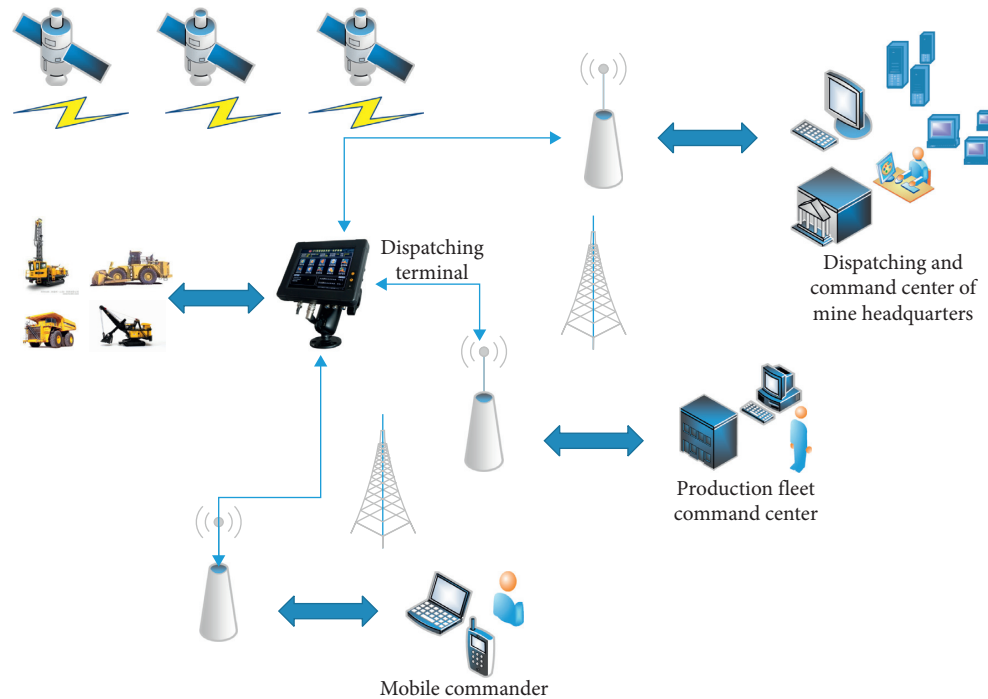 Dispatching
terminal
Dispatching and
command center of
mine headquarters
Production fleet
command center
Mobile commander